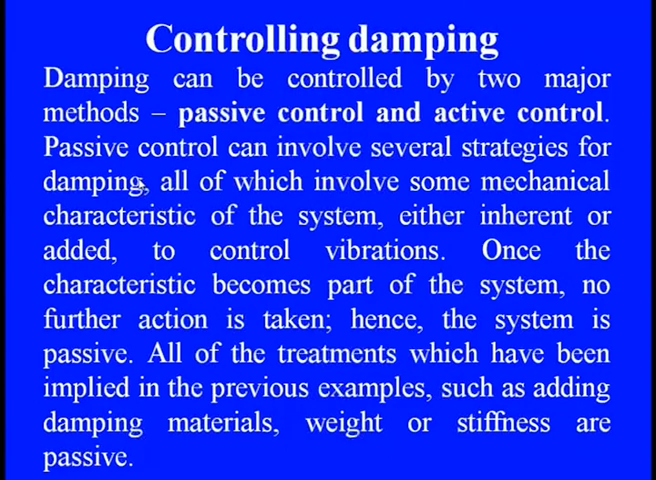 Controlling damping
Damping can be controlled by two major
methods – passive control and active control.
Passive control can involve several strategies for
damping, all of which involve some mechanical
characteristic of the system, either inherent or
added, to control vibrations. Once the
characteristic becomes part of the system, no
further action is taken; hence, the system is
passive. All of the treatments which have been
implied in the previous examples, such as adding
damping materials, weight or stiffness are
passive.